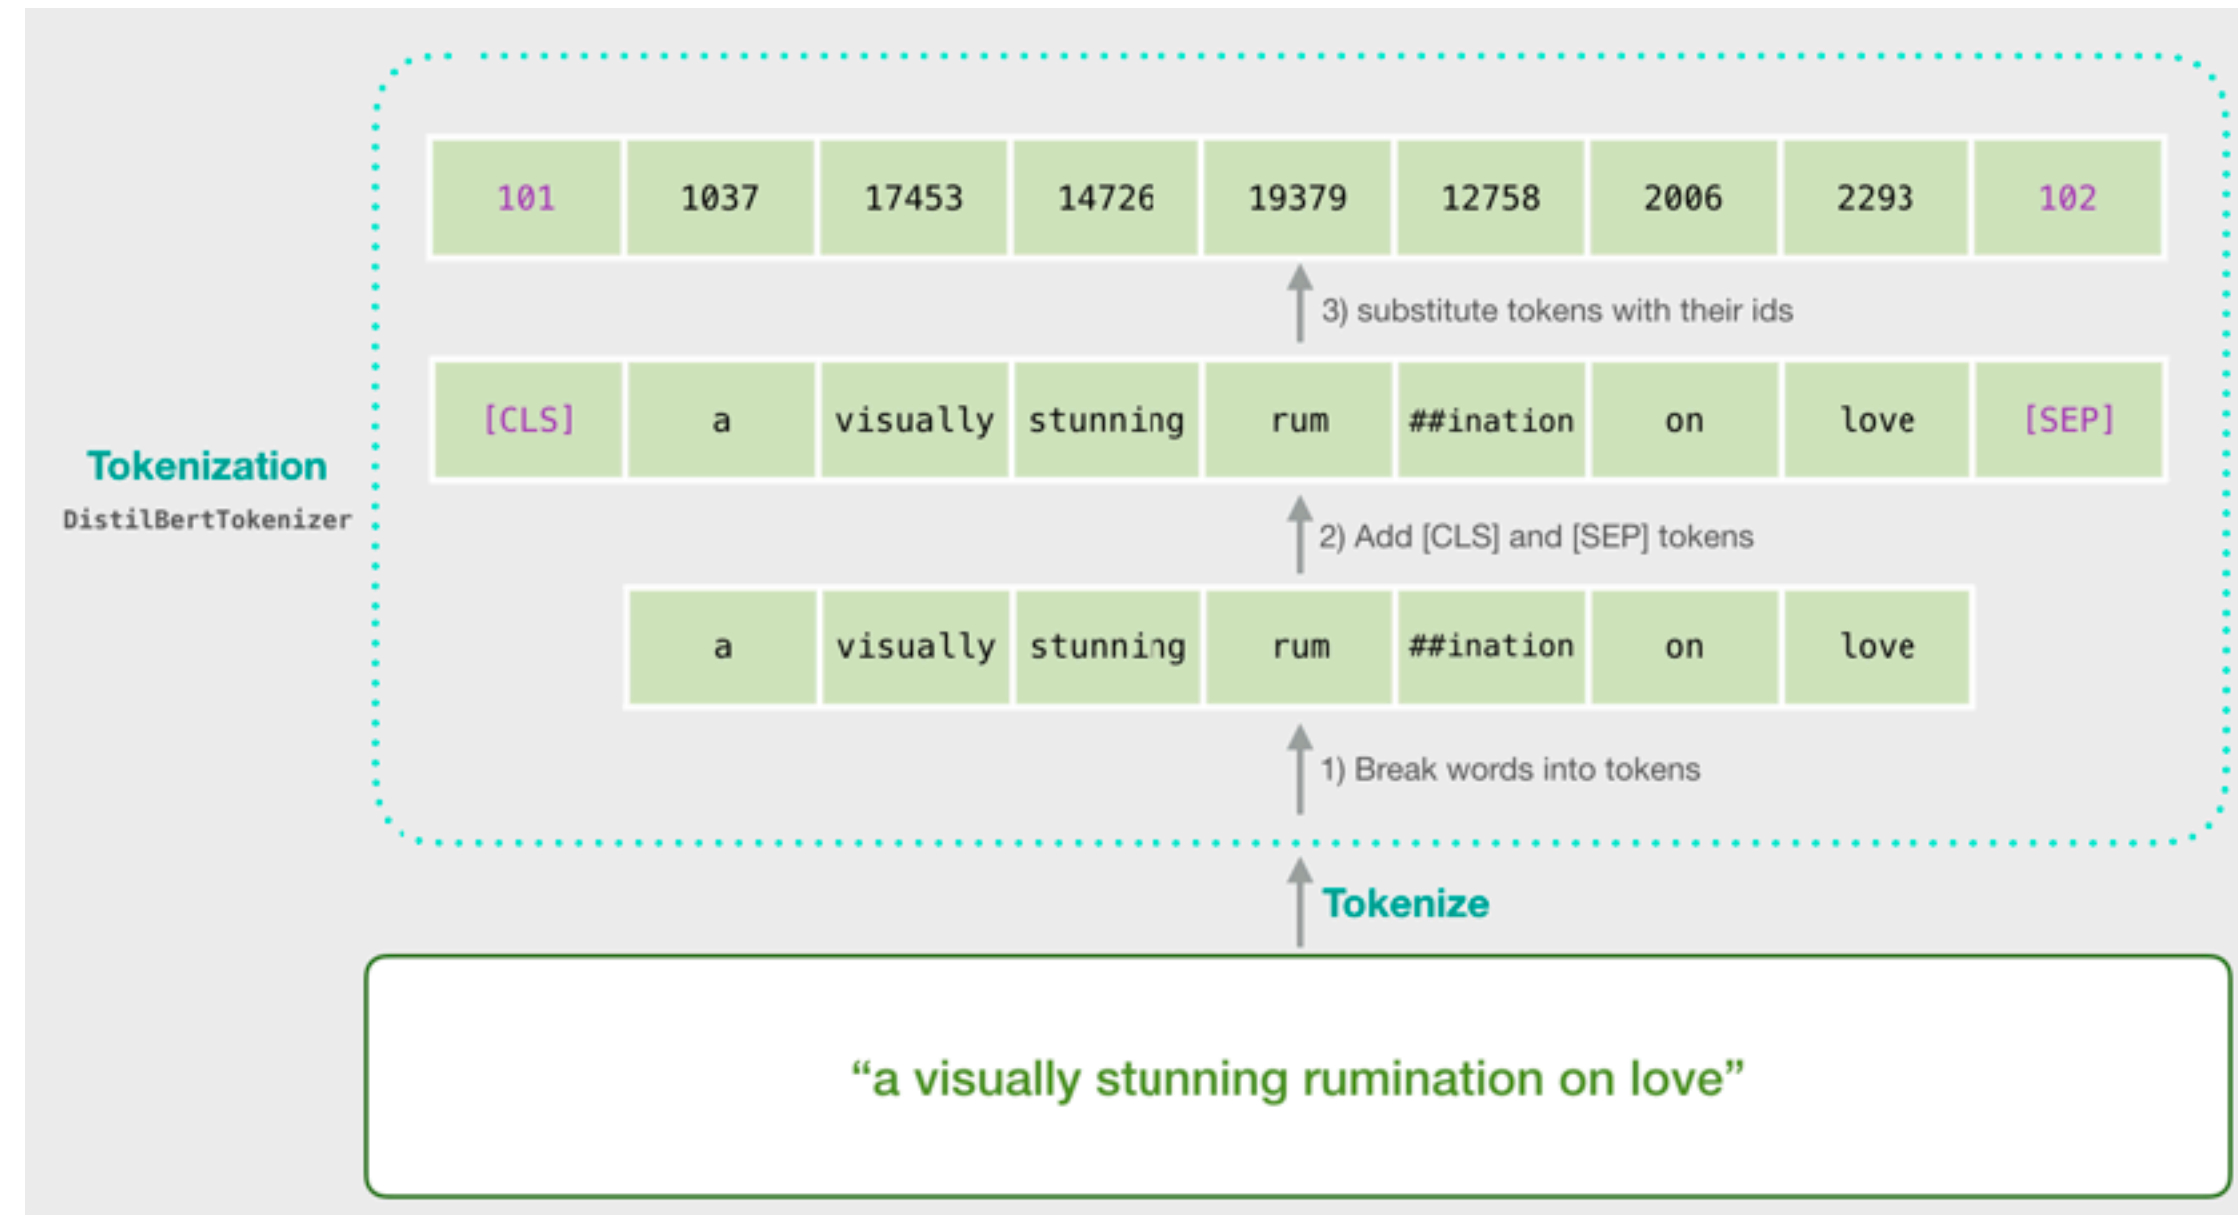 101 1037 17453 14726 19379 12758 2006 2293 102
3) substitute tokens with their ids
[CLS] a visually stunning rum ##ination on love [SEP]
Tokenization
DistilBertTokenizer
2) Add [CLS] and [SEP] tokens
a visually stunning rum ##ination on love
1) Break words into tokens
Tokenize
“a visually stunning rumination on love”